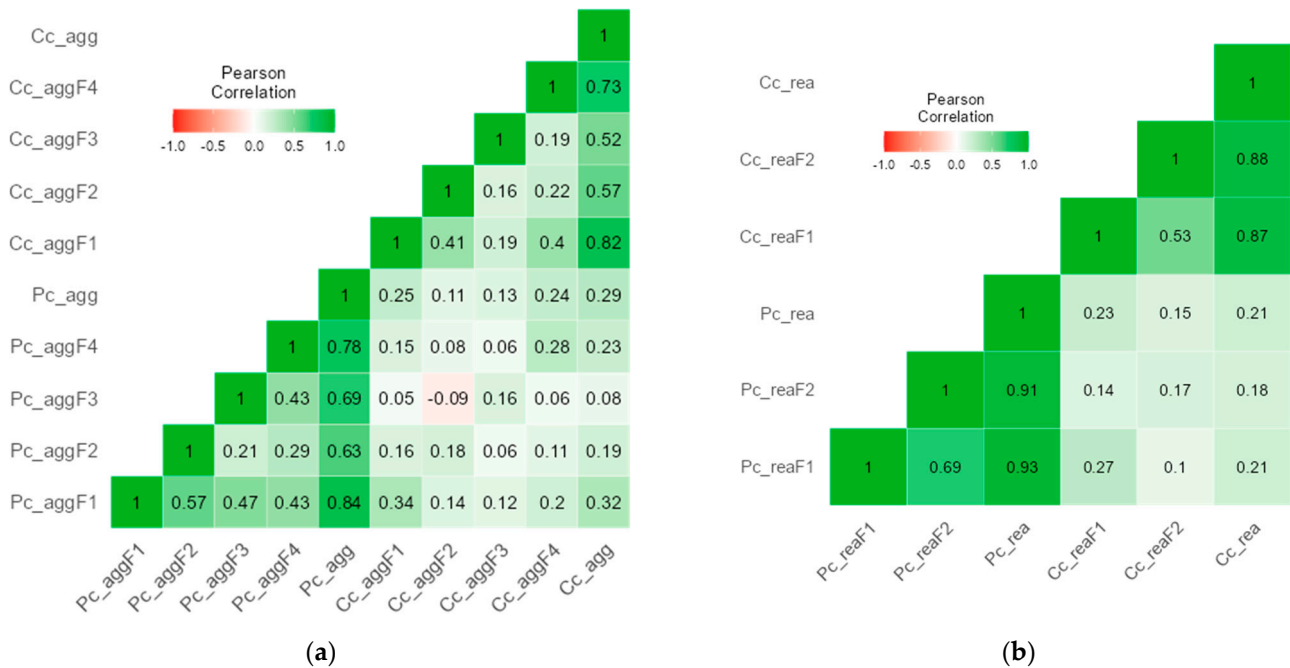 Cc_agg 1
Pearson
Correlation
-1.0 -0.5 0.0 0.5 1.0
Cc_aggF4 1 0.73
Cc_aggF3 1 0.19 0.52
Cc_aggF2 1 0.16 0.22 0.57
Cc_aggF1 1 0.41 0.19 0.4 0.82
Pc_agg 1 0.25 0.11 0.13 0.24 0.29
Pc_aggF4 1 0.78 0.15 0.08 0.06 0.28 0.23
Pc_aggF3 1 0.43 0.69 0.05 -0.09 0.16 0.06 0.08
Pc_aggF2 1 0.21 0.29 0.63 0.16 0.18 0.06 0.11 0.19
Pc_aggF1 1 0.57 0.47 0.43 0.84 0.34 0.14 0.12 0.2 0.32
Pc_aggF1 Pc_aggF2 Pc_aggF3 Pc_aggF4 Pc_agg Cc_aggF1 Cc_aggF2 Cc_aggF3 Cc_aggF4 Cc_agg
(a)
Cc_rea 1
Pearson
Correlation
-1.0 -0.5 0.0 0.5 1.0
Cc_reaF2 1 0.88
Cc_reaF1 1 0.53 0.87
Pc_rea 1 0.23 0.15 0.21
Pc_reaF2 1 0.91 0.14 0.17 0.18
Pc_reaF1 1 0.69 0.93 0.27 0.1 0.21
Pc_reaF1 Pc_reaF2 Pc_rea Cc_reaF1 Cc_reaF2 Cc_rea
(b)